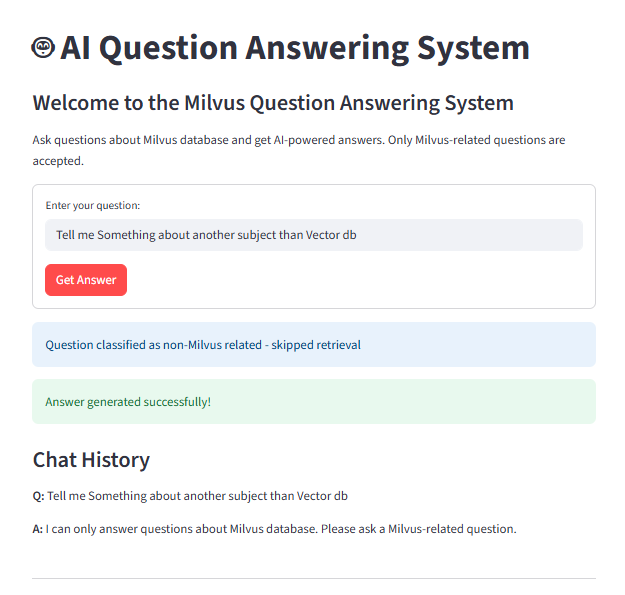 AI Question Answering System
Welcome to the Milvus Question Answering System
Ask questions about Milvus database and get AI-powered answers. Only Milvus-related questions are
accepted.
Enter your question:
Tell me Something about another subject than Vector db
Get Answer
Question classified as non-Milvus related - skipped retrieval
Answer generated successfully!
Chat History
Q: Tell me Something about another subject than Vector db
A: I can only answer questions about Milvus database. Please ask a Milvus-related question.